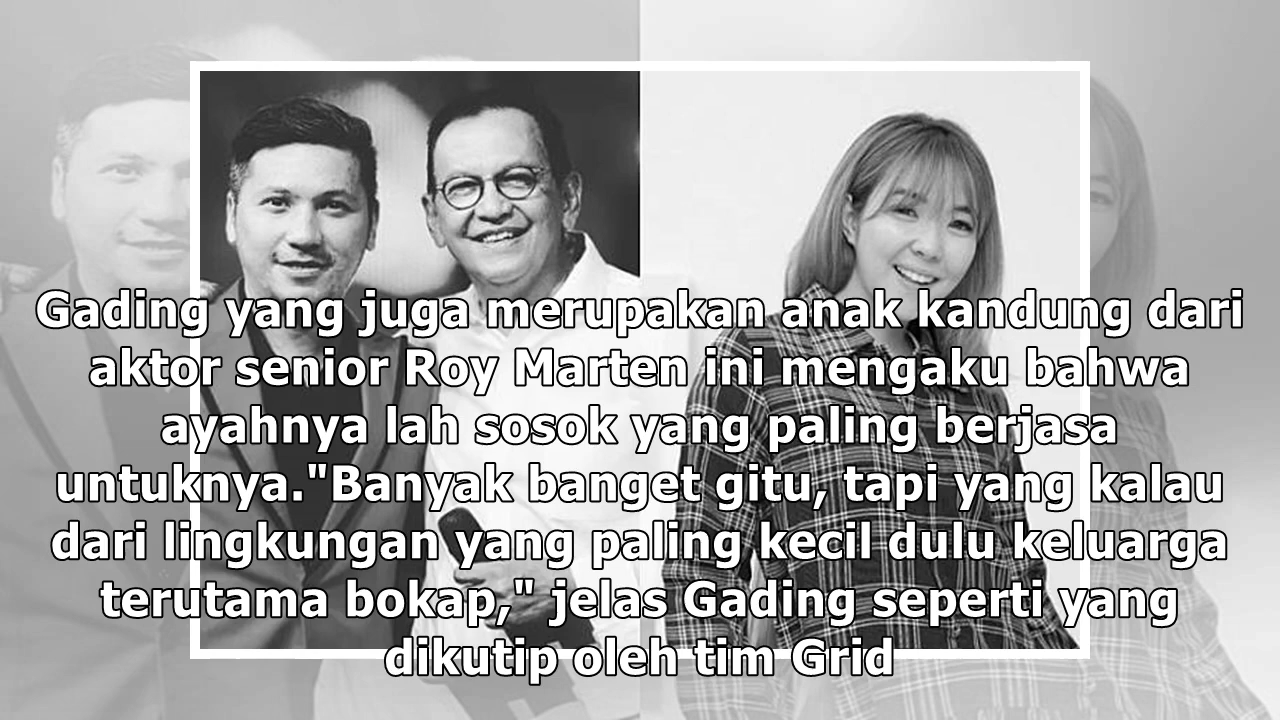 Gading yang juga merupakan anak kandung dari
aktor senior Roy Marten ini mengaku bahwa
ayahnya lah sosok yang paling berjasa
untuknya."Banyak banget gitu, tapi yang kalau
dari lingkungan yang paling kecil dulu keluarga
terutama bokap," jelas Gading seperti yang
dikutip oleh tim Grid